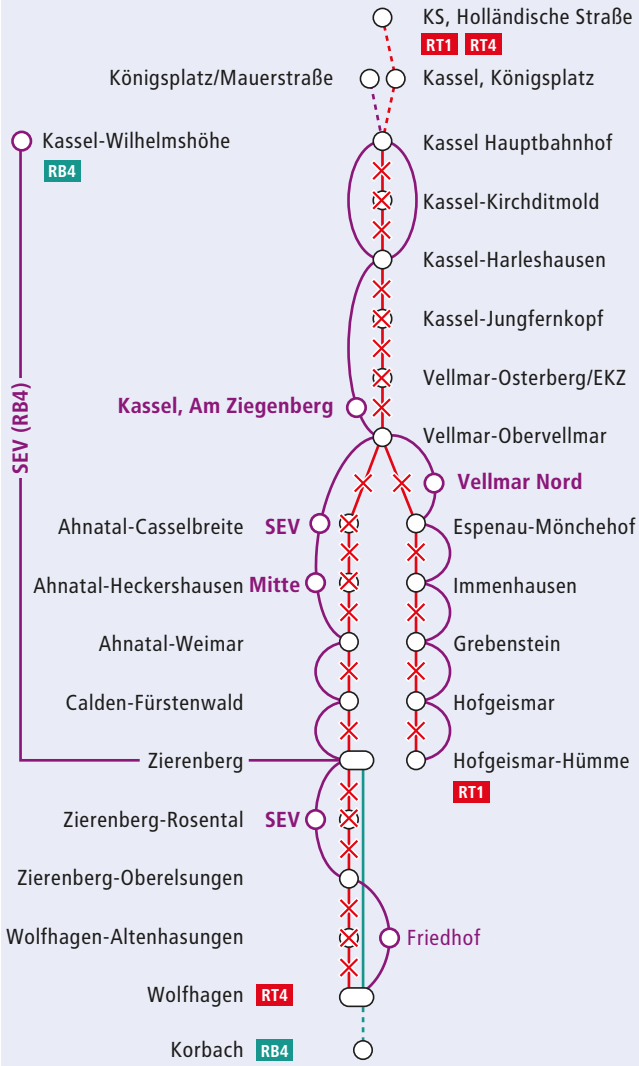 KS, Holländische Straße
RT1 RT4
Königsplatz/Mauerstraße
Kassel, Königsplatz
Kassel-Wilhelmshöhe
RB4
Kassel Hauptbahnhof
Kassel-Kirchditmold
Kassel-Harleshausen
Kassel-Jungfernkopf
Vellmar-Osterberg/EKZ
SEV (RB4)
Kassel, Am Ziegenberg
Vellmar-Obervellmar
Vellmar Nord
Ahnatal-Casselbreite SEV
Espenau-Mönchehof
Ahnatal-Heckershausen Mitte
Immenhausen
Ahnatal-Weimar
Grebenstein
Calden-Fürstenwald
Hofgeismar
Zierenberg
Hofgeismar-Hümme
RT1
Zierenberg-Rosental SEV
Zierenberg-Oberelsungen
Wolfhagen-Altenhasungen
Friedhof
Wolfhagen RT4
Korbach RB4